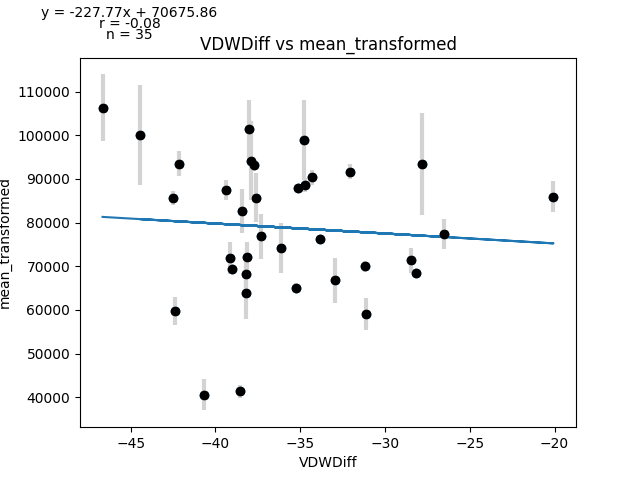 y = -227.77x + 70675.86
r = -0.08
n = 35
VDWDiff vs mean_transformed
110000
100000
90000
80000
70000
60000
50000
40000
mean_transformed
−45
−40
−35
−30
−25
−20
VDWDiff